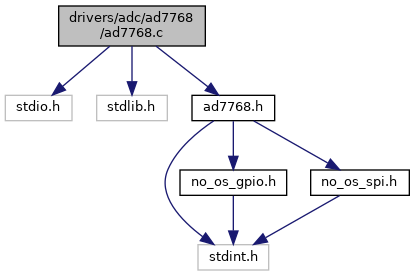 drivers/adc/ad7768
/ad7768.c
stdio.h
stdlib.h
ad7768.h
no_os_gpio.h
no_os_spi.h
stdint.h